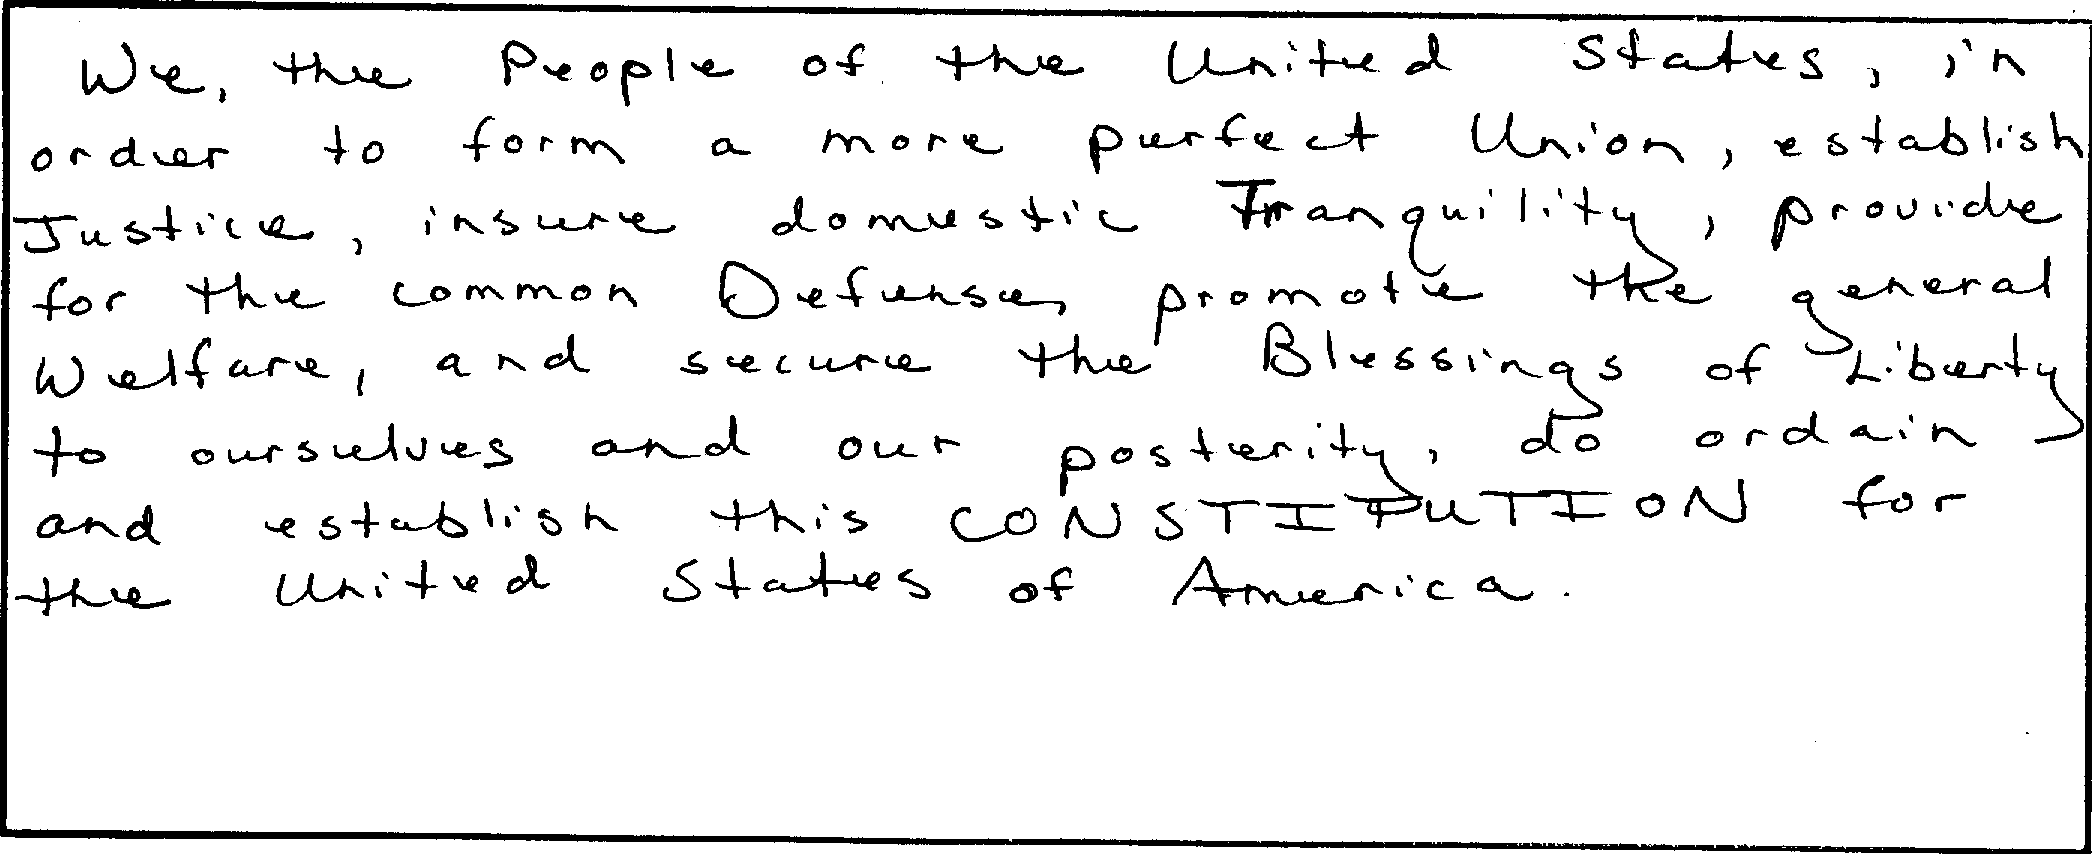 We, the People of the United States, in
order to form a more perfect Union, establish
Justice, insure domestic Tranquility, provide
for the common Defense, promote the general
Welfare, and secure the Blessings of Liberty
to ourselves and our posterity, do ordain
and establish this CONSTITUTION for
the United States of America.